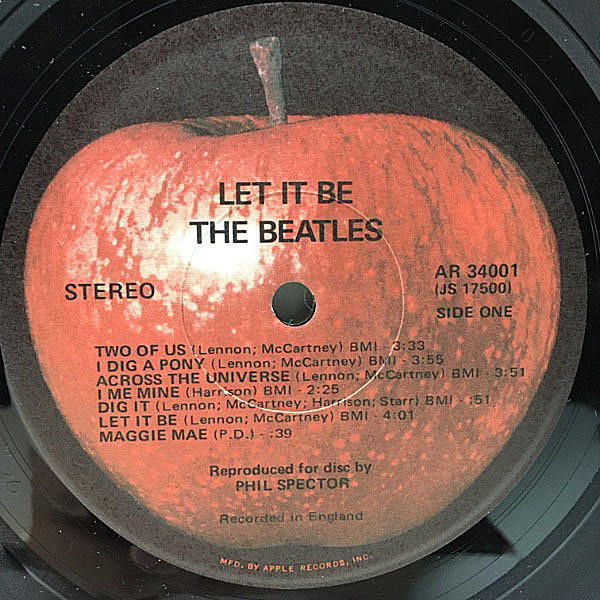 LET IT BE
THE BEATLES
STEREO
AR 34001
(JS 17500)
SIDE ONE
TWO OF US (Lennon; McCartney) BMI - 3:33
I DIG A PONY (Lennon; McCartney) BMI - 3:55
ACROSS THE UNIVERSE (Lennon; McCartney) BMI - 3:51
I ME MINE (Harrison) BMI - 2:25
DIG IT (Lennon; McCartney; Harrison; Starr) BMI - :51
LET IT BE (Lennon; McCartney) BMI - 4:01
MAGGIE MAE (P.D.) - :39
Reproduced for disc by
PHIL SPECTOR
Recorded in England
MFD. BY APPLE RECORDS, INC.